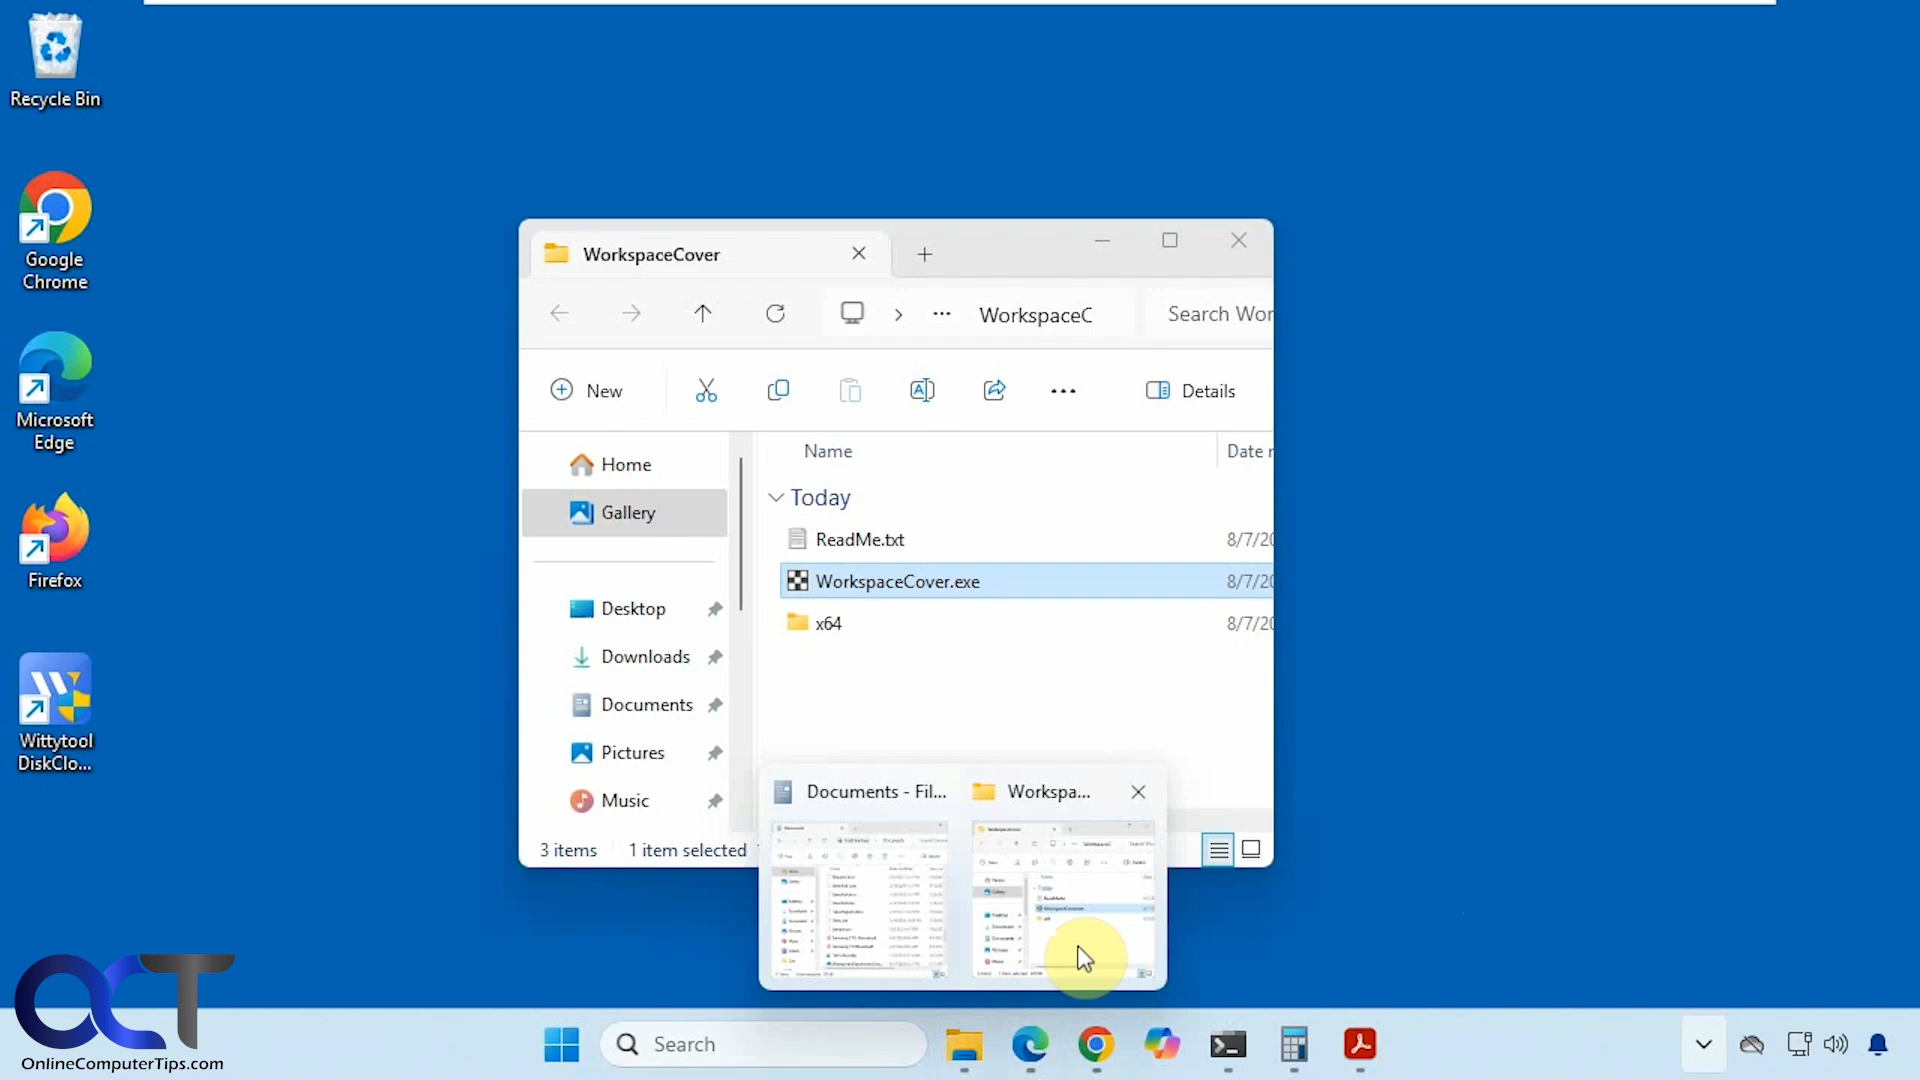 Recycle Bin
Google
Chrome
Microsoft
Edge
Firefox
Wittytool
DiskClo...
WorkspaceCover
WorkspaceC
Search Wor
New
Details
Name
Date r
Home
Gallery
Today
ReadMe.txt
8/7/20
WorkspaceCover.exe
8/7/20
x64
8/7/20
Desktop
Downloads
Documents
Pictures
Music
3 items
1 item selected
Documents - Fil...
Workspa...
OCT
OnlineComputerTips.com
Search